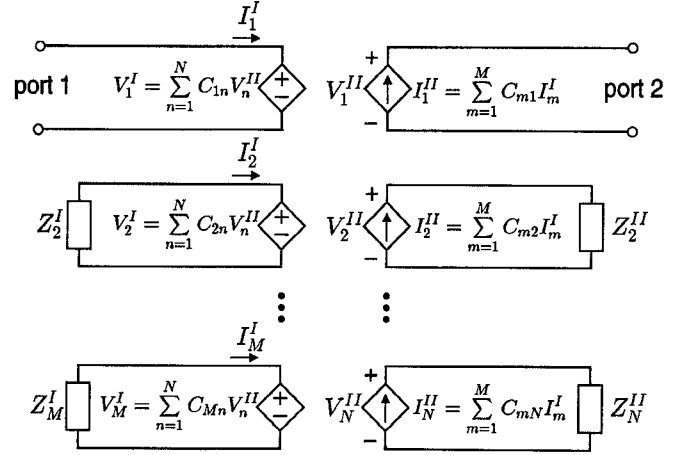 I_1^I
port 1 V_1^I = \sum_{n=1}^{N} C_{1n} V_n^{II} + − + V_1^{II} − I_1^{II} = \sum_{m=1}^{M} C_{m1} I_m^I port 2
I_2^I
Z_2^I V_2^I = \sum_{n=1}^{N} C_{2n} V_n^{II} + − + V_2^{II} − I_2^{II} = \sum_{m=1}^{M} C_{m2} I_m^I Z_2^{II}
I_M^I
Z_M^I V_M^I = \sum_{n=1}^{N} C_{Mn} V_n^{II} + − + V_N^{II} − I_N^{II} = \sum_{m=1}^{M} C_{mN} I_m^I Z_N^{II}